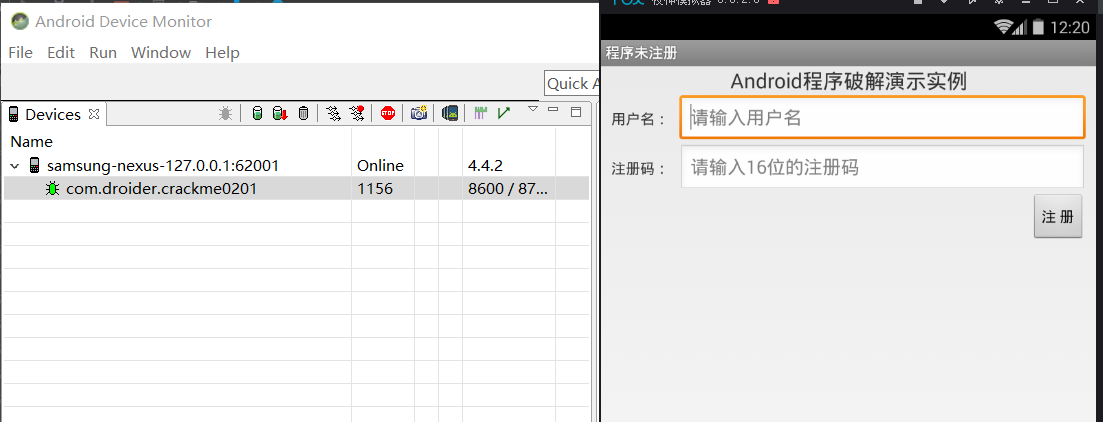 Android Device Monitor
File Edit Run Window Help
Quick A
Devices
Name
samsung-nexus-127.0.0.1:62001 Online 4.4.2
com.droider.crackme0201 1156 8600 / 87...
12:20
程序未注册
Android程序破解演示实例
用户名： 请输入用户名
注册码： 请输入16位的注册码
注 册